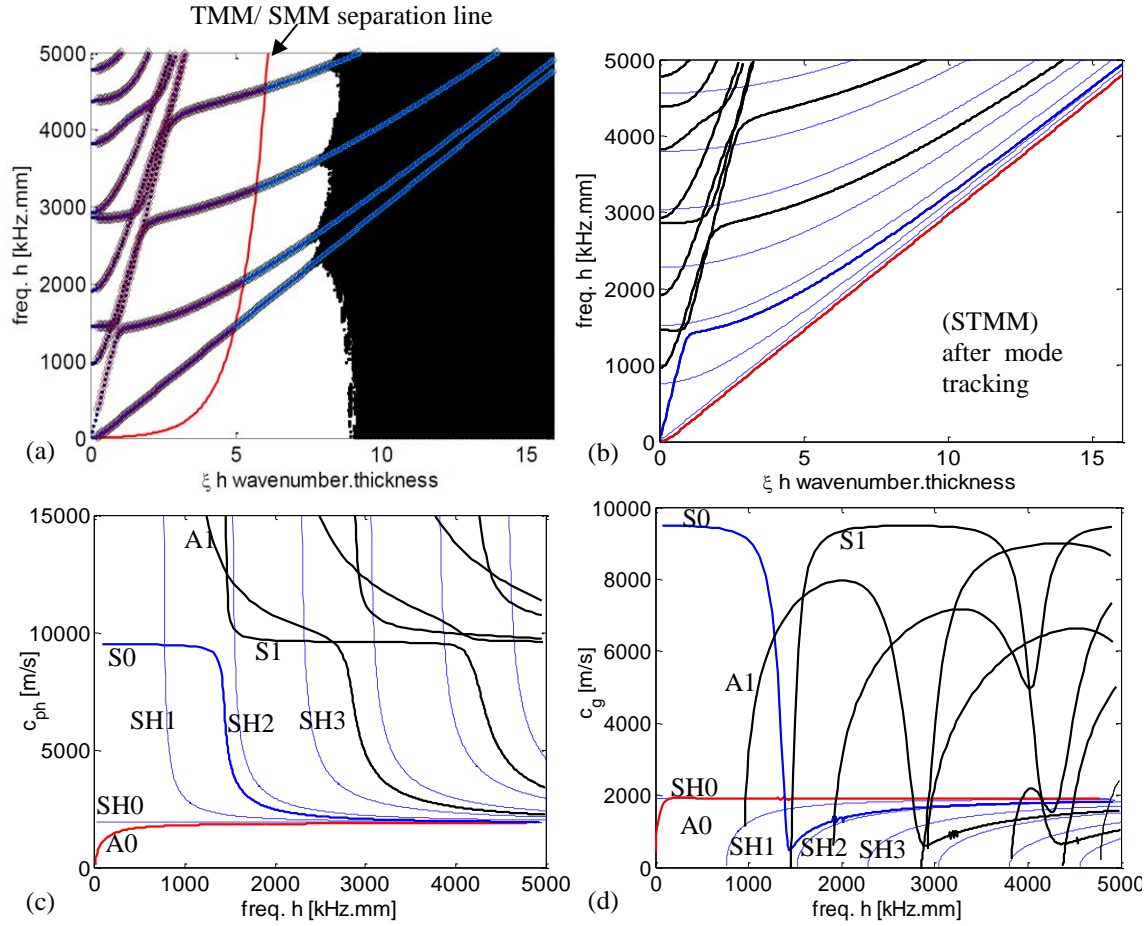 TMM/ SMM separation line
5000
4000
3000
2000
1000
0
freq. h [kHz.mm]
0
5
10
15
ξ h wavenumber.thickness
(a)
5000
4000
3000
2000
1000
0
freq. h [kHz.mm]
(STMM)
after mode
tracking
0
5
10
15
ξ h wavenumber.thickness
(b)
15000
10000
5000
0
c_ph [m/s]
A1
S0
S1
SH1
SH2
SH3
SH0
A0
0
1000
2000
3000
4000
5000
freq. h [kHz.mm]
(c)
10000
8000
6000
4000
2000
0
c_g [m/s]
S0
S1
A1
SH0
A0
SH1
SH2
SH3
0
1000
2000
3000
4000
5000
freq. h [kHz.mm]
(d)